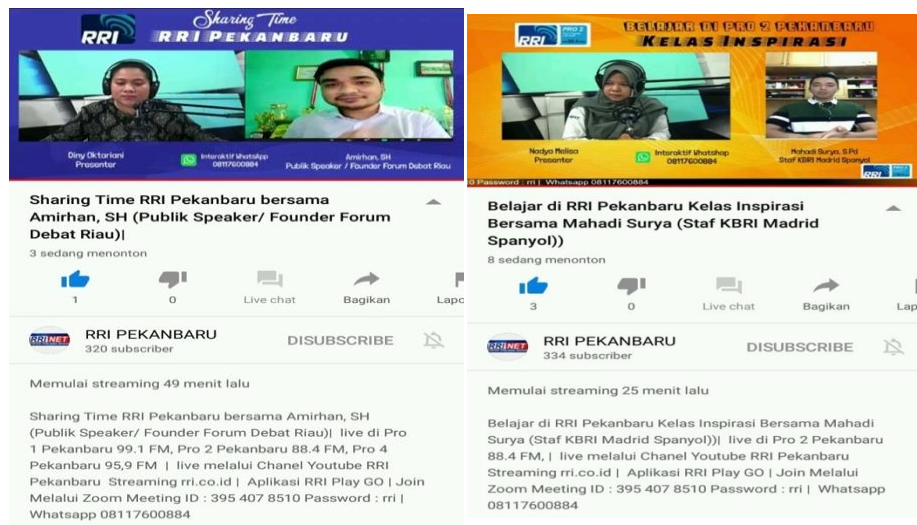 Sharing Time
RRI
RRI PEKANBARU
Diny Oktariani
Presenter
Interaktif WhatsApp
08117600884
Amirhan, SH
Publik Speaker / Founder Forum Debat Riau
Sharing Time RRI Pekanbaru bersama
Amirhan, SH (Publik Speaker/ Founder Forum
Debat Riau)|
3 sedang menonton
1
0
Live chat
Bagikan
Lapo
RRI NET
RRI PEKANBARU
320 subscriber
DISUBSCRIBE
Memulai streaming 49 menit lalu
Sharing Time RRI Pekanbaru bersama Amirhan, SH
(Publik Speaker/ Founder Forum Debat Riau)| live di Pro
1 Pekanbaru 99.1 FM, Pro 2 Pekanbaru 88.4 FM, Pro 4
Pekanbaru 95,9 FM | live melalui Chanel Youtube RRI
Pekanbaru Streaming rri.co.id | Aplikasi RRI Play GO | Join
Melalui Zoom Meeting ID : 395 407 8510 Password : rri |
Whatsapp 08117600884
BELAJAR DI PRO 2 PEKANBARU
RRI PRO 2
KELAS INSPIRASI
Nadya Melisa
Presenter
Interaktif Whatshap
08117600884
Mahadi Surya, S.Pd
Staf KBRI Madrid Spanyol
RRI
0 Password : rri | Whatsapp 08117600884
Belajar di RRI Pekanbaru Kelas Inspirasi
Bersama Mahadi Surya (Staf KBRI Madrid
Spanyol))
8 sedang menonton
3
0
Live chat
Bagikan
Lap
RRI NET
RRI PEKANBARU
334 subscriber
DISUBSCRIBE
Memulai streaming 25 menit lalu
Belajar di RRI Pekanbaru Kelas Inspirasi Bersama Mahadi
Surya (Staf KBRI Madrid Spanyol))| live di Pro 2 Pekanbaru
88.4 FM, | live melalui Chanel Youtube RRI Pekanbaru
Streaming rri.co.id | Aplikasi RRI Play GO | Join Melalui
Zoom Meeting ID : 395 407 8510 Password : rri | Whatsapp
08117600884